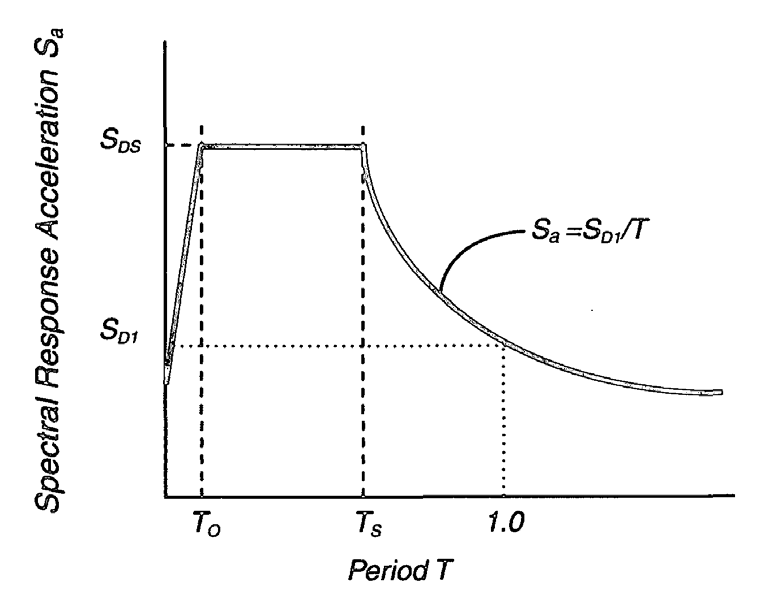 Spectral Response Acceleration Sa
SDS
Sa=SD1/T
SD1
To
Ts
1.0
Period T